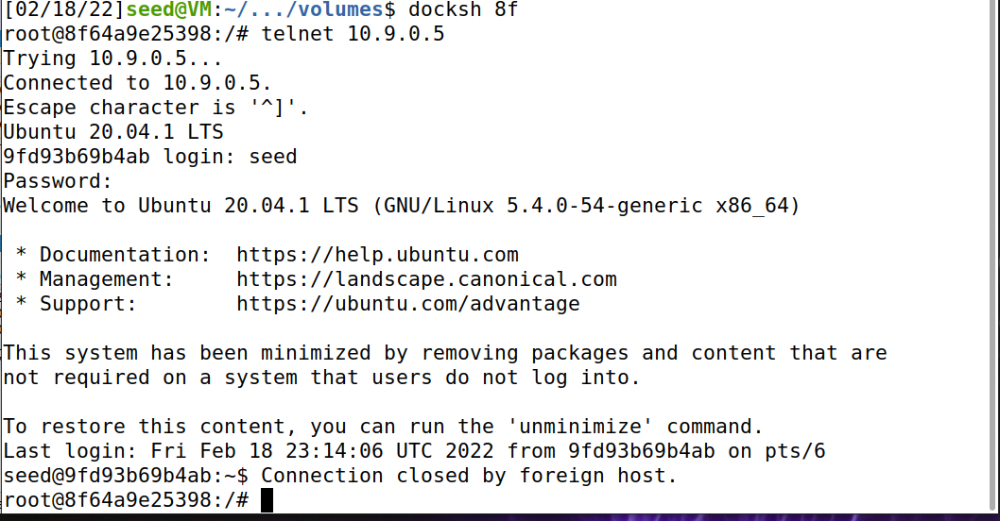 [02/18/22]seed@VM:~/.../volumes$ docksh 8f
root@8f64a9e25398:/# telnet 10.9.0.5
Trying 10.9.0.5...
Connected to 10.9.0.5.
Escape character is '^]'.
Ubuntu 20.04.1 LTS
9fd93b69b4ab login: seed
Password:
Welcome to Ubuntu 20.04.1 LTS (GNU/Linux 5.4.0-54-generic x86_64)

 * Documentation:  https://help.ubuntu.com
 * Management:     https://landscape.canonical.com
 * Support:        https://ubuntu.com/advantage

This system has been minimized by removing packages and content that are
not required on a system that users do not log into.

To restore this content, you can run the 'unminimize' command.
Last login: Fri Feb 18 23:14:06 UTC 2022 from 9fd93b69b4ab on pts/6
seed@9fd93b69b4ab:~$ Connection closed by foreign host.
root@8f64a9e25398:/#